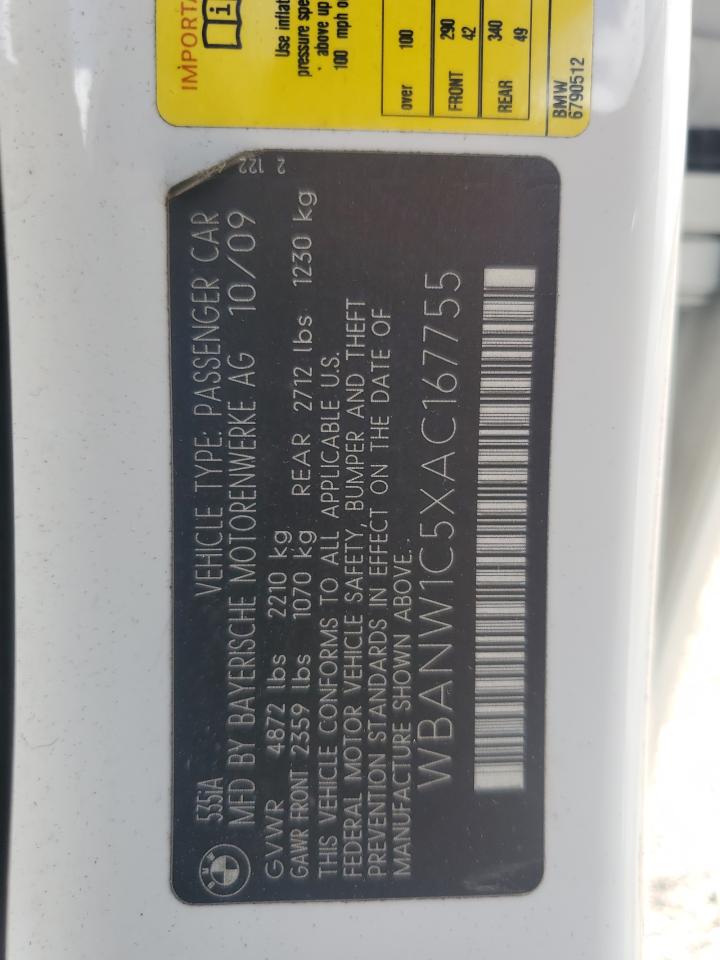 IMPORTA
Use inflat
pressure spe
* above up
100 mph o
over 100
FRONT 290 42
REAR 340 49
BMW
6790512
2 122
535iA VEHICLE TYPE: PASSENGER CAR
MFD BY BAYERISCHE MOTORENWERKE AG 10/09
GVWR 4872 lbs 2210 kg
GAWR FRONT 2359 lbs 1070 kg REAR 2712 lbs 1230 kg
THIS VEHICLE CONFORMS TO ALL APPLICABLE U.S.
FEDERAL MOTOR VEHICLE SAFETY, BUMPER AND THEFT
PREVENTION STANDARDS IN EFFECT ON THE DATE OF
MANUFACTURE SHOWN ABOVE.
WBANW1C5XAC167755